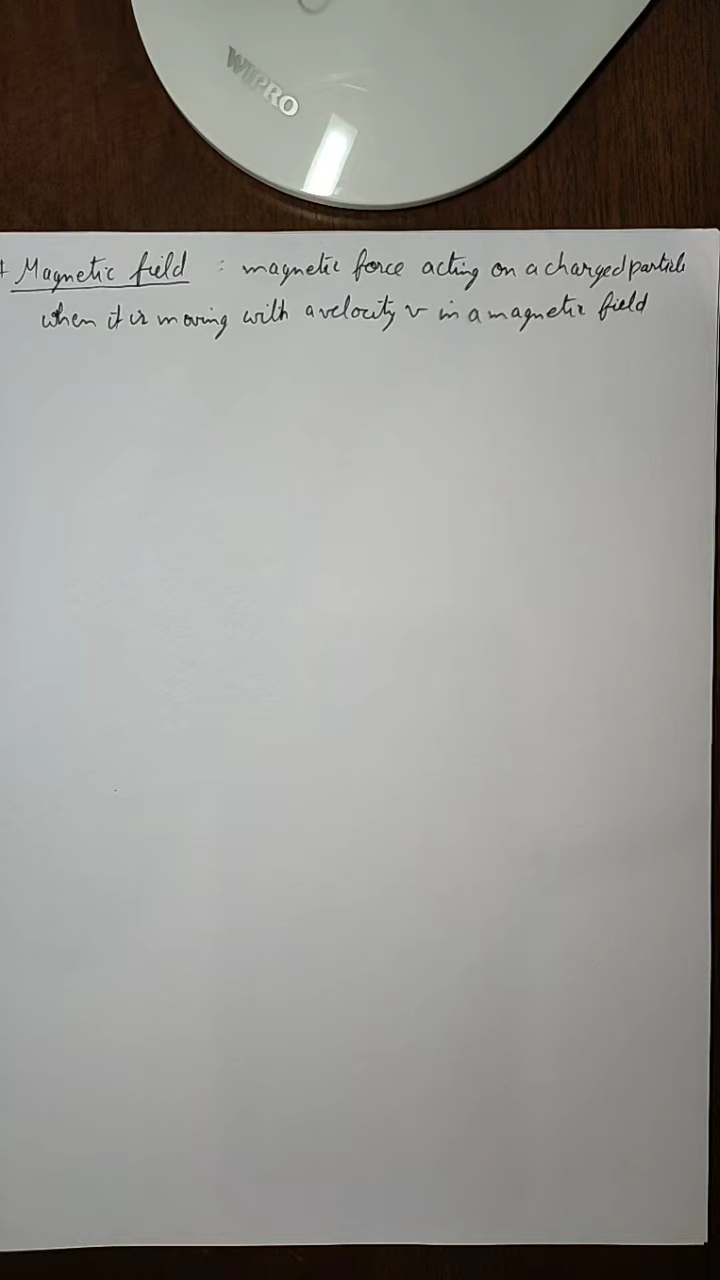 WIPRO
+ Magnetic field : magnetic force acting on a charged particle
when it is moving with a velocity v in a magnetic field